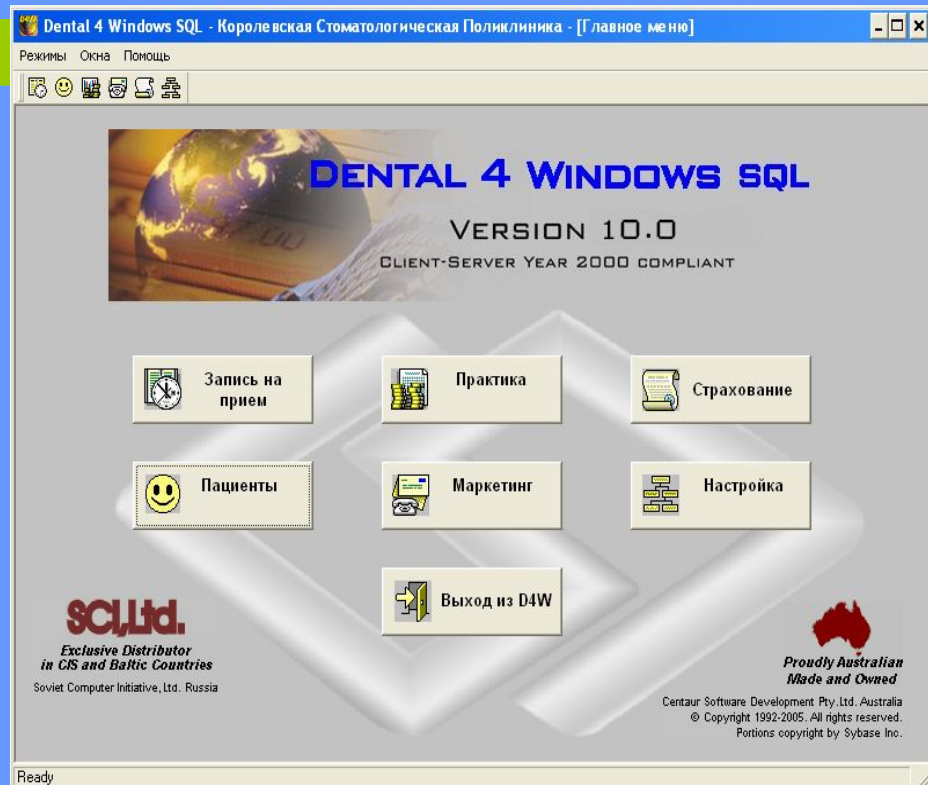 Dental 4 Windows SQL - Королевская Стоматологическая Поликлиника - [Главное меню]
Режимы Окна Помощь
DENTAL 4 WINDOWS SQL
VERSION 10.0
CLIENT-SERVER YEAR 2000 COMPLIANT
Запись на
прием
Практика
Страхование
Пациенты
Маркетинг
Настройка
Выход из D4W
SCI,Ltd.
Exclusive Distributor
in CIS and Baltic Countries
Soviet Computer Initiative, Ltd. Russia
Proudly Australian
Made and Owned
Centaur Software Development Pty.Ltd. Australia
© Copyright 1992-2005. All rights reserved.
Portions copyright by Sybase Inc.
Ready